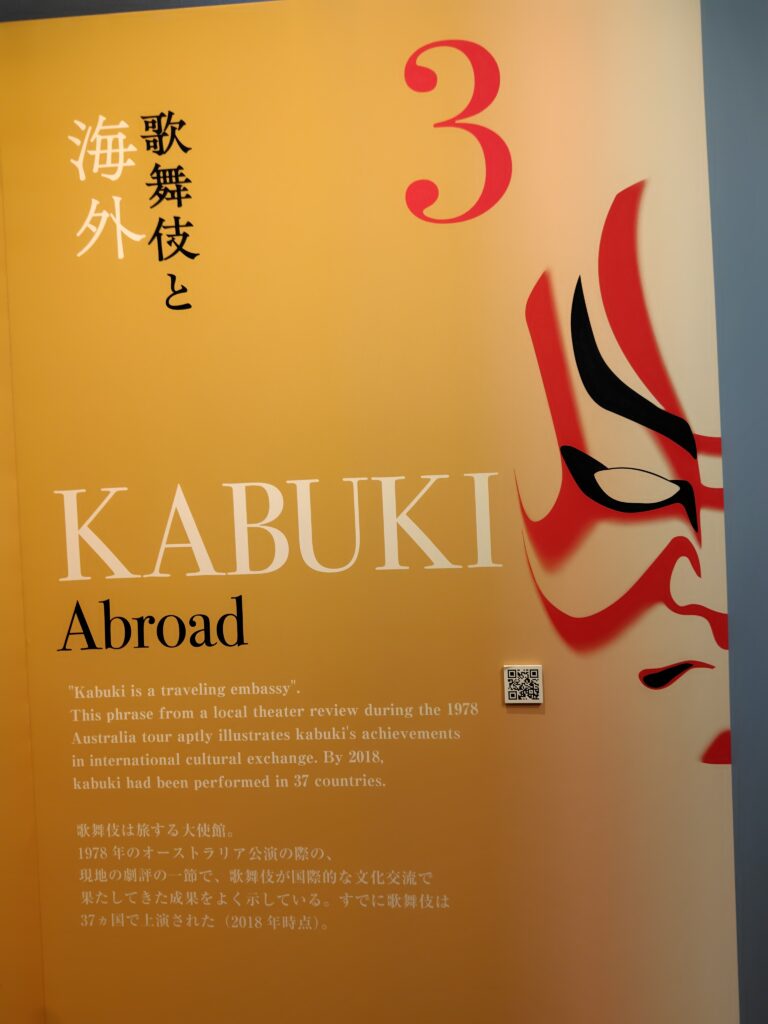 3
歌舞伎と
海外
KABUKI
Abroad
"Kabuki is a traveling embassy".
This phrase from a local theater review during the 1978
Australia tour aptly illustrates kabuki's achievements
in international cultural exchange. By 2018,
kabuki had been performed in 37 countries.
歌舞伎は旅する大使館。
1978年のオーストラリア公演の際の、
現地の劇評の一節で、歌舞伎が国際的な文化交流で
果たしてきた成果をよく示している。すでに歌舞伎は
37ヵ国で上演された（2018年時点）。